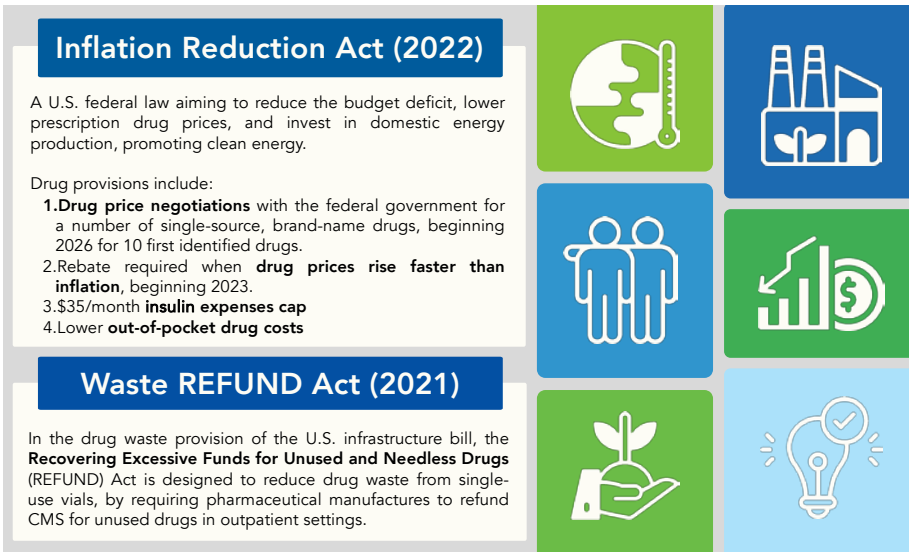 Inflation Reduction Act (2022)
A U.S. federal law aiming to reduce the budget deficit, lower
prescription drug prices, and invest in domestic energy
production, promoting clean energy.
Drug provisions include:
1.Drug price negotiations with the federal government for
a number of single-source, brand-name drugs, beginning
2026 for 10 first identified drugs.
2.Rebate required when drug prices rise faster than
inflation, beginning 2023.
3.$35/month insulin expenses cap
4.Lower out-of-pocket drug costs
Waste REFUND Act (2021)
In the drug waste provision of the U.S. infrastructure bill, the
Recovering Excessive Funds for Unused and Needless Drugs
(REFUND) Act is designed to reduce drug waste from single-
use vials, by requiring pharmaceutical manufactures to refund
CMS for unused drugs in outpatient settings.
$